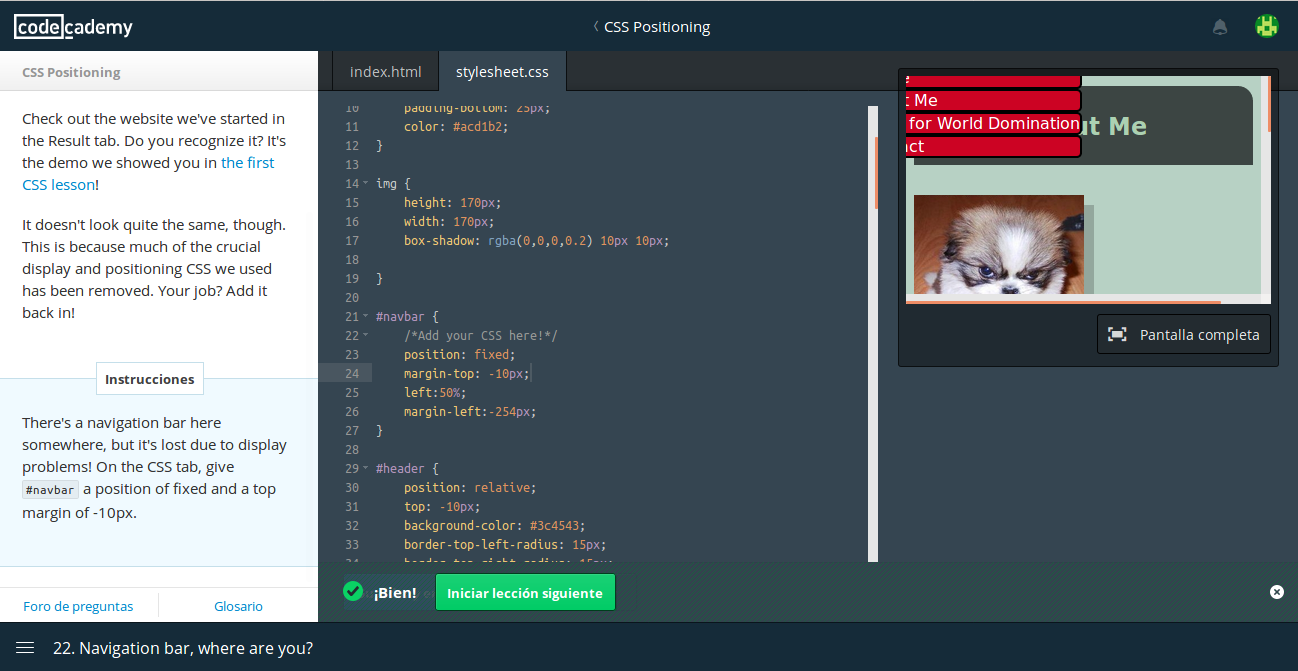 codecademy
CSS Positioning
CSS Positioning
Check out the website we've started in
the Result tab. Do you recognize it? It's
the demo we showed you in the first
CSS lesson!
It doesn't look quite the same, though.
This is because much of the crucial
display and positioning CSS we used
has been removed. Your job? Add it
back in!
Instrucciones
There's a navigation bar here
somewhere, but it's lost due to display
problems! On the CSS tab, give
#navbar a position of fixed and a top
margin of -10px.
Foro de preguntas
Glosario
index.html
stylesheet.css
10 padding-bottom: 25px;
11 color: #acd1b2;
12 }
13
14 img {
15 height: 170px;
16 width: 170px;
17 box-shadow: rgba(0,0,0,0.2) 10px 10px;
18
19 }
20
21 #navbar {
22 /*Add your CSS here!*/
23 position: fixed;
24 margin-top: -10px;
25 left:50%;
26 margin-left:-254px;
27 }
28
29 #header {
30 position: relative;
31 top: -10px;
32 background-color: #3c4543;
33 border-top-left-radius: 15px;
34 border-top-right-radius: 15px;
t Me
for World Domination
act
ut Me
Pantalla completa
¡Bien!
Iniciar lección siguiente
22. Navigation bar, where are you?